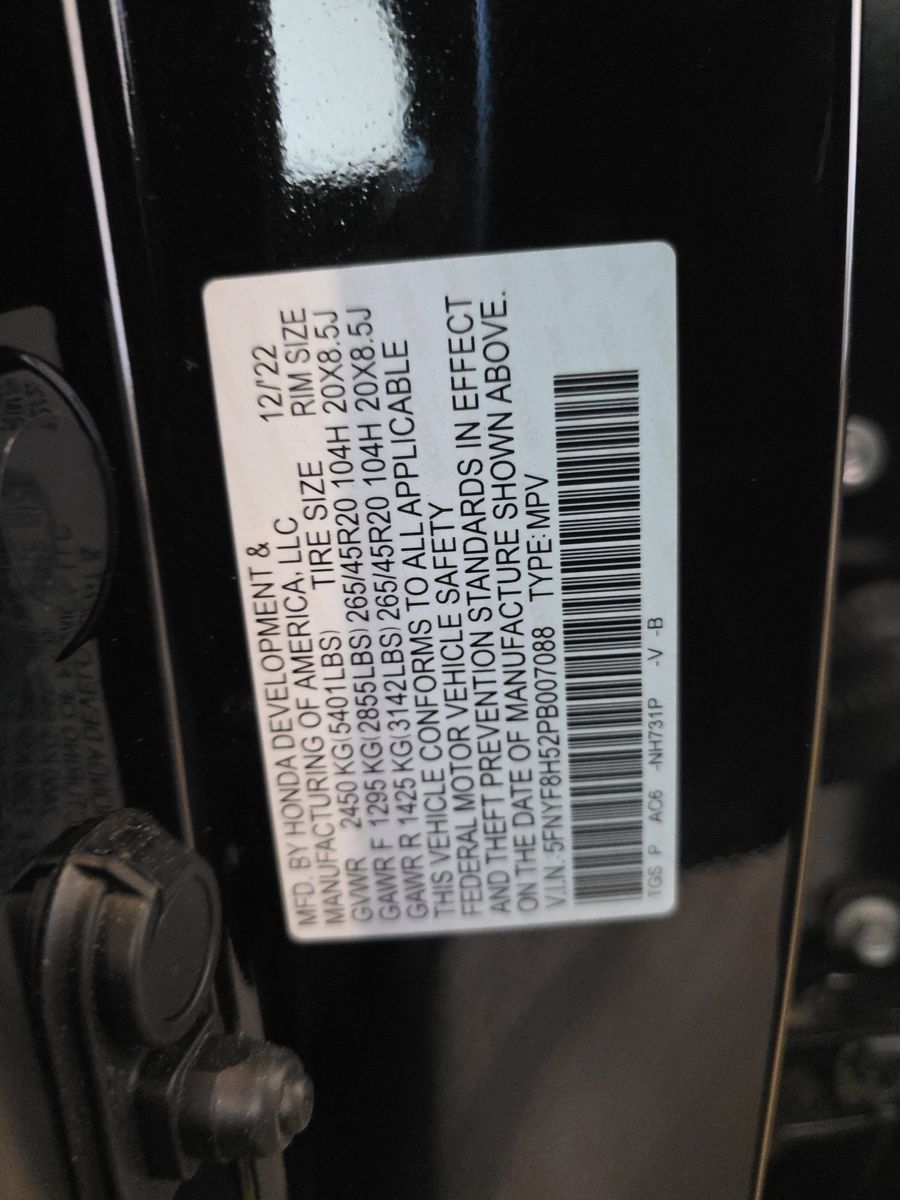 MFD. BY HONDA DEVELOPMENT & 12/'22
MANUFACTURING OF AMERICA, LLC
TIRE SIZE RIM SIZE
GVWR 2450 KG(5401LBS)
GAWR F 1295 KG(2855LBS) 265/45R20 104H 20X8.5J
GAWR R 1425 KG(3142LBS) 265/45R20 104H 20X8.5J
THIS VEHICLE CONFORMS TO ALL APPLICABLE
FEDERAL MOTOR VEHICLE SAFETY
AND THEFT PREVENTION STANDARDS IN EFFECT
ON THE DATE OF MANUFACTURE SHOWN ABOVE.
V.I.N.:5FNYF8H52PB007088 TYPE:MPV
TGS P AC6 -NH731P -V -B